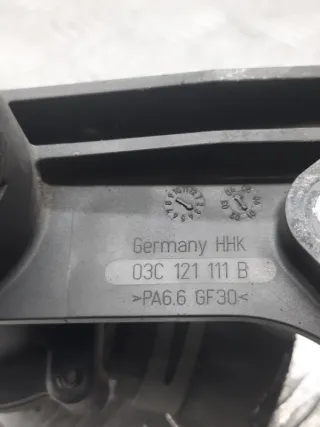 Germany HHK
03C 121 111 B
>PA6.6 GF30<